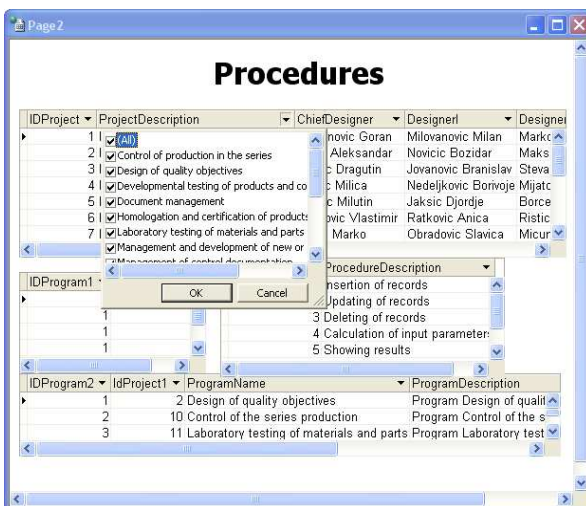 Page2
Procedures
IDProject ProjectDescription ChiefDesigner DesignerI Designer
1 (All) novic Goran Milovanovic Milan Markc
2 Control of production in the series Aleksandar Novicic Bozidar Maks
3 Design of quality objectives c Dragutin Jovanovic Branislav Steva
4 Developmental testing of products and co c Milica Nedeljkovic Borivoje Mijatc
5 Document management c Milutin Jaksic Djordje Borce
6 Homologation and certification of products ovic Vlastimir Ratkovic Anica Ristic
7 Laboratory testing of materials and parts Marko Obradovic Slavica Micur
Management and development of new or
Management of control documentation
OK Cancel
IDProgram1 ProcedureDescription
Insertion of records
Updating of records
1 3 Deleting of records
1 4 Calculation of input parameter
1 5 Showing results
IDProgram2 IdProject1 ProgramName ProgramDescription
1 2 Design of quality objectives Program Design of qualit
2 10 Control of the series production Program Control of the s
3 11 Laboratory testing of materials and parts Program Laboratory test